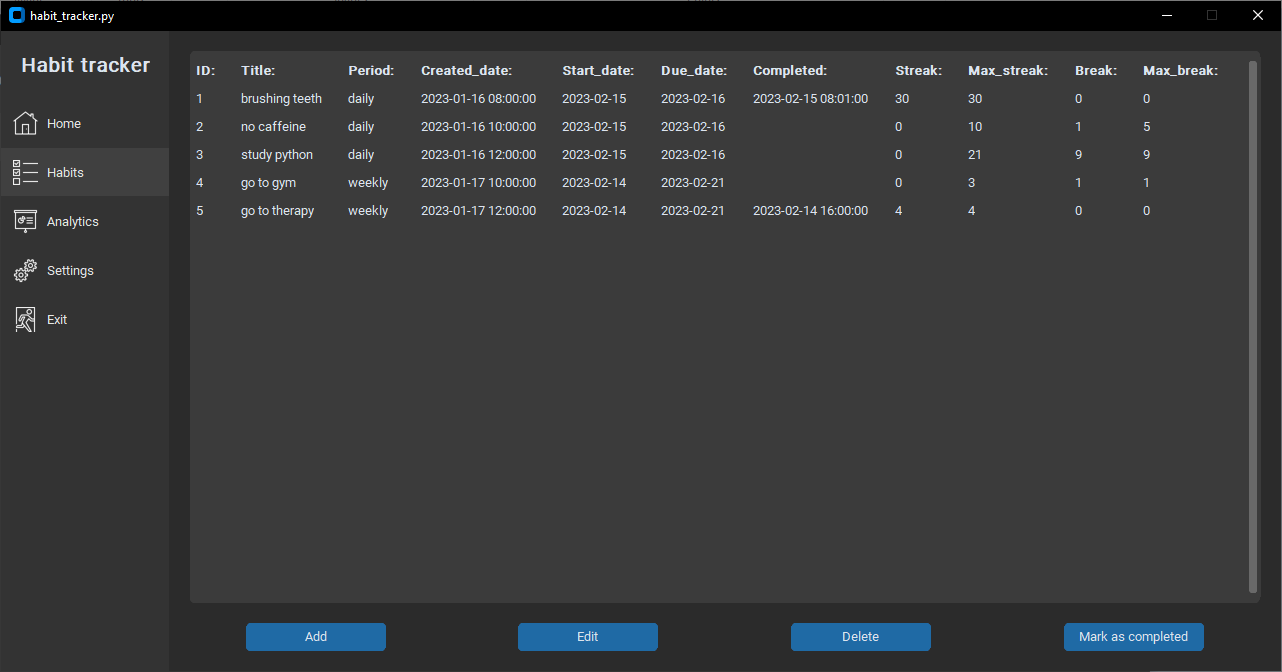 habit_tracker.py
Habit tracker
Home
Habits
Analytics
Settings
Exit
ID: Title: Period: Created_date: Start_date: Due_date: Completed: Streak: Max_streak: Break: Max_break:
1 brushing teeth daily 2023-01-16 08:00:00 2023-02-15 2023-02-16 2023-02-15 08:01:00 30 30 0 0
2 no caffeine daily 2023-01-16 10:00:00 2023-02-15 2023-02-16 0 10 1 5
3 study python daily 2023-01-16 12:00:00 2023-02-15 2023-02-16 0 21 9 9
4 go to gym weekly 2023-01-17 10:00:00 2023-02-14 2023-02-21 0 3 1 1
5 go to therapy weekly 2023-01-17 12:00:00 2023-02-14 2023-02-21 2023-02-14 16:00:00 4 4 0 0
Add Edit Delete Mark as completed